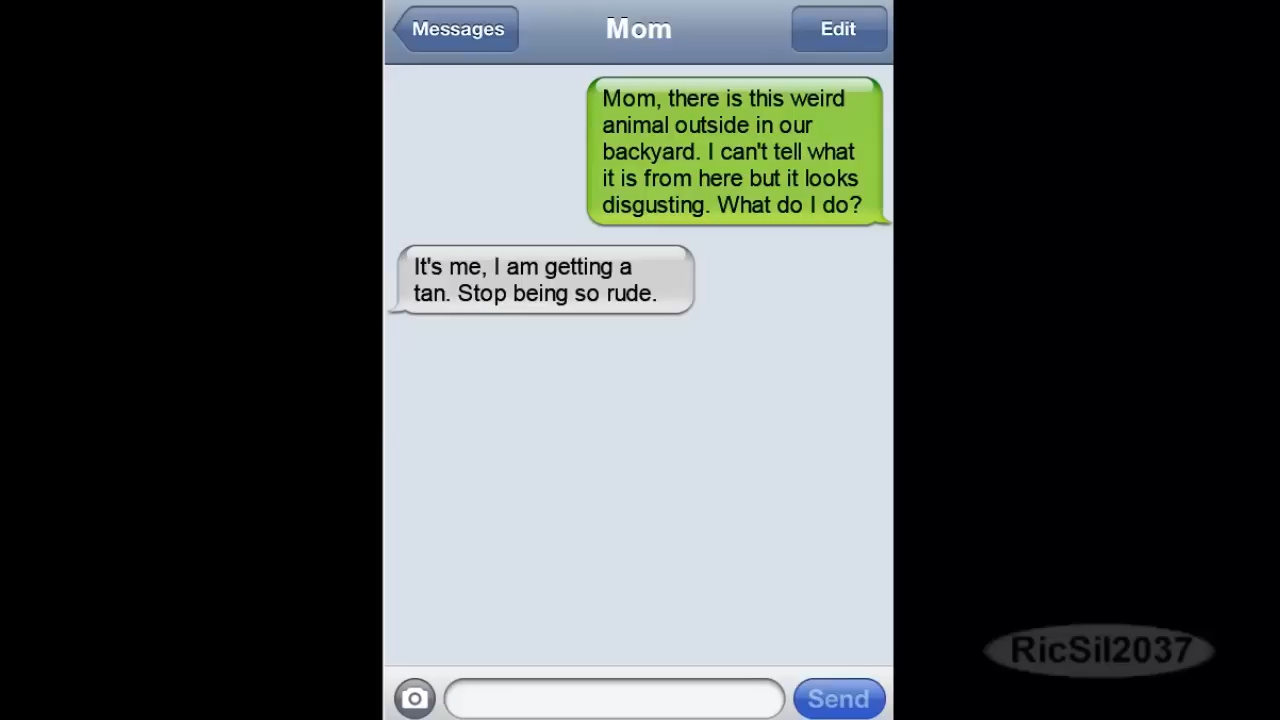 Messages
Mom
Edit
Mom, there is this weird
animal outside in our
backyard. I can't tell what
it is from here but it looks
disgusting. What do I do?
It's me, I am getting a
tan. Stop being so rude.
Send
RicSil2037